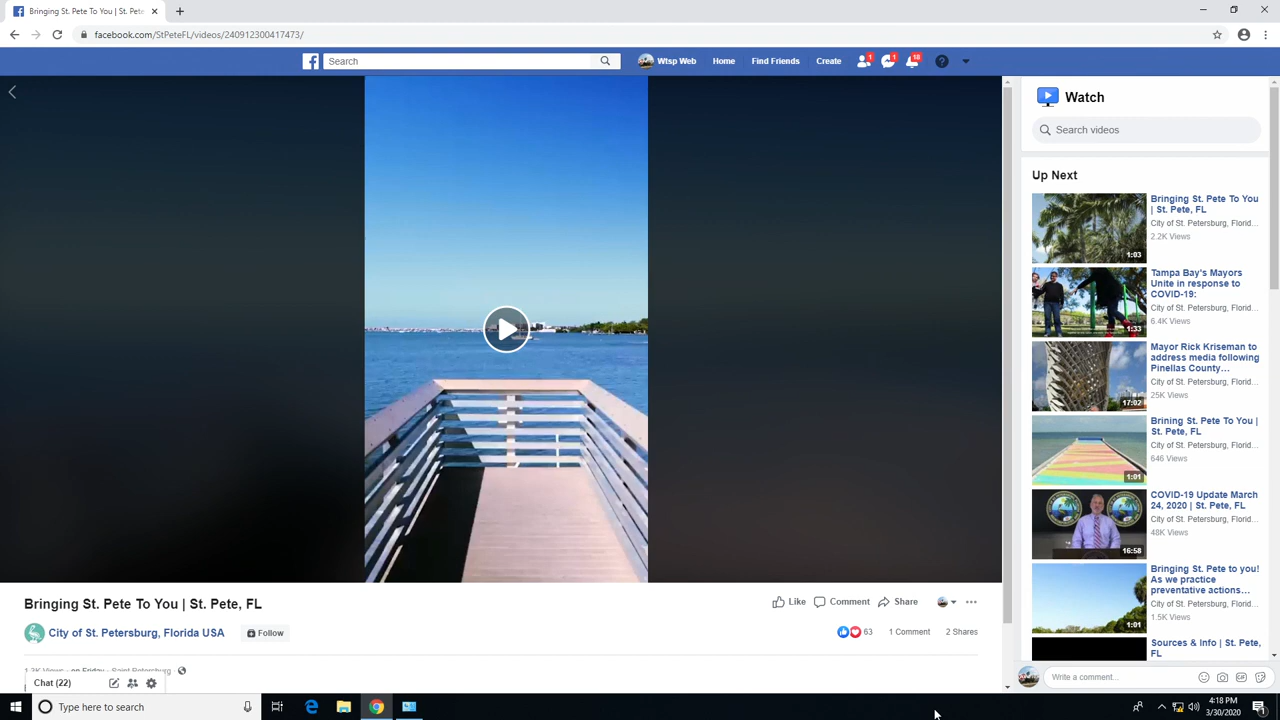 Bringing St. Pete To You | St. Pete
facebook.com/StPeteFL/videos/240912300417473/
Search
Wtsp Web
Home
Find Friends
Create
1
1
18
Watch
Search videos
Up Next
Bringing St. Pete To You
| St. Pete, FL
City of St. Petersburg, Florid...
2.2K Views
1:03
Tampa Bay's Mayors
Unite in response to
COVID-19:
City of St. Petersburg, Florid...
6.4K Views
1:33
Mayor Rick Kriseman to
address media following
Pinellas County…
City of St. Petersburg, Florid...
25K Views
17:02
Brining St. Pete To You |
St. Pete, FL
City of St. Petersburg, Florid...
646 Views
1:01
COVID-19 Update March
24, 2020 | St. Pete, FL
City of St. Petersburg, Florid...
48K Views
16:58
Bringing St. Pete to you!
As we practice
preventative actions…
City of St. Petersburg, Florid...
1.5K Views
1:01
Sources & Info | St. Pete,
FL
Bringing St. Pete To You | St. Pete, FL
Like
Comment
Share
City of St. Petersburg, Florida USA
Follow
63
1 Comment
2 Shares
on Friday · Saint Petersburg ·
Chat (22)
Write a comment...
Type here to search
4:18 PM
3/30/2020
1